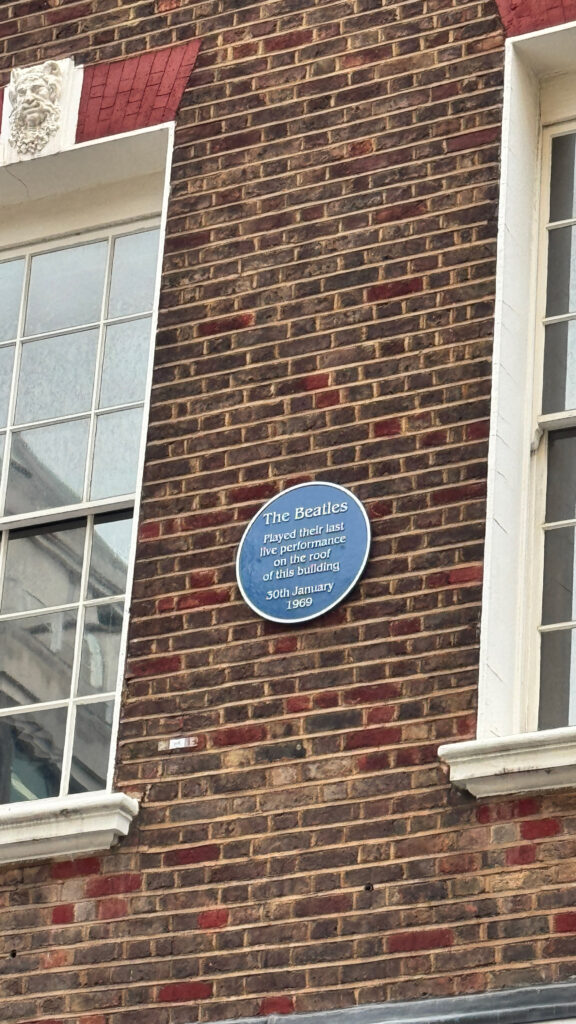 The Beatles
Played their last
live performance
on the roof
of this building
30th January
1969